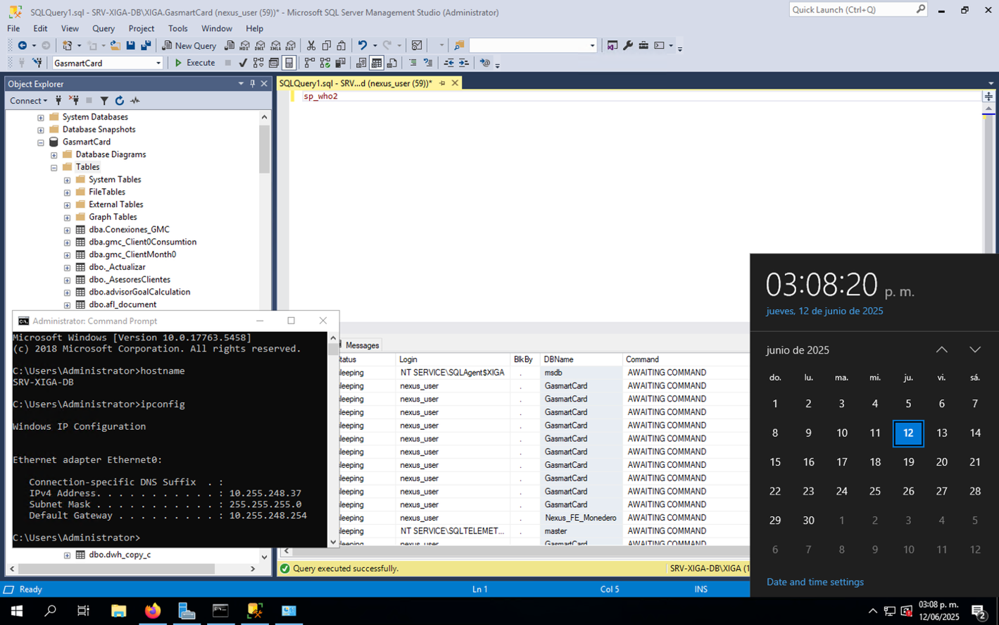 SQLQuery1.sql - SRV-XIGA-DB\XIGA.GasmartCard (nexus_user (59))* - Microsoft SQL Server Management Studio (Administrator)
Quick Launch (Ctrl+Q)
File Edit View Query Project Tools Window Help
New Query
MDX DMX XMLA DAX
GasmartCard
Execute
Object Explorer
SQLQuery1.sql - SRV...d (nexus_user (59))*
Connect
sp_who2
System Databases
Database Snapshots
GasmartCard
Database Diagrams
Tables
System Tables
FileTables
External Tables
Graph Tables
dba.Conexiones_GMC
dba.gmc_Client0Consumtion
dba.gmc_ClientMonth0
dbo._Actualizar
dbo._AsesoresClientes
dbo.advisorGoalCalculation
dbo.afl_document
Administrator: Command Prompt
Microsoft Windows [Version 10.0.17763.5458]
(c) 2018 Microsoft Corporation. All rights reserved.
C:\Users\Administrator>hostname
SRV-XIGA-DB
C:\Users\Administrator>ipconfig
Windows IP Configuration
Ethernet adapter Ethernet0:
Connection-specific DNS Suffix . :
IPv4 Address. . . . . . . . . . . : 10.255.248.37
Subnet Mask . . . . . . . . . . . : 255.255.255.0
Default Gateway . . . . . . . . . : 10.255.248.254
C:\Users\Administrator>
dbo.dwh_copy_c
Messages
tatus Login BlkBy DBName Command
leeping NT SERVICE\SQLAgent$XIGA . msdb AWAITING COMMAND
leeping nexus_user . GasmartCard AWAITING COMMAND
leeping nexus_user . GasmartCard AWAITING COMMAND
leeping nexus_user . GasmartCard AWAITING COMMAND
leeping nexus_user . GasmartCard AWAITING COMMAND
leeping nexus_user . GasmartCard AWAITING COMMAND
leeping nexus_user . GasmartCard AWAITING COMMAND
leeping nexus_user . GasmartCard AWAITING COMMAND
leeping nexus_user . GasmartCard AWAITING COMMAND
leeping nexus_user . GasmartCard AWAITING COMMAND
leeping nexus_user . GasmartCard AWAITING COMMAND
leeping nexus_user . Nexus_FE_Monedero AWAITING COMMAND
leeping NT SERVICE\SQLTELEMET... . master AWAITING COMMAND
leeping nexus_user . GasmartCard AWAITING COMMAND
Query executed successfully.
SRV-XIGA-DB\XIGA (1
Ready Ln 1 Col 5 INS
03:08:20 p. m.
jueves, 12 de junio de 2025
junio de 2025
do. lu. ma. mi. ju. vi. sá.
1 2 3 4 5 6 7
8 9 10 11 12 13 14
15 16 17 18 19 20 21
22 23 24 25 26 27 28
29 30 1 2 3 4 5
6 7 8 9 10 11 12
Date and time settings
03:08 p. m.
12/06/2025
2